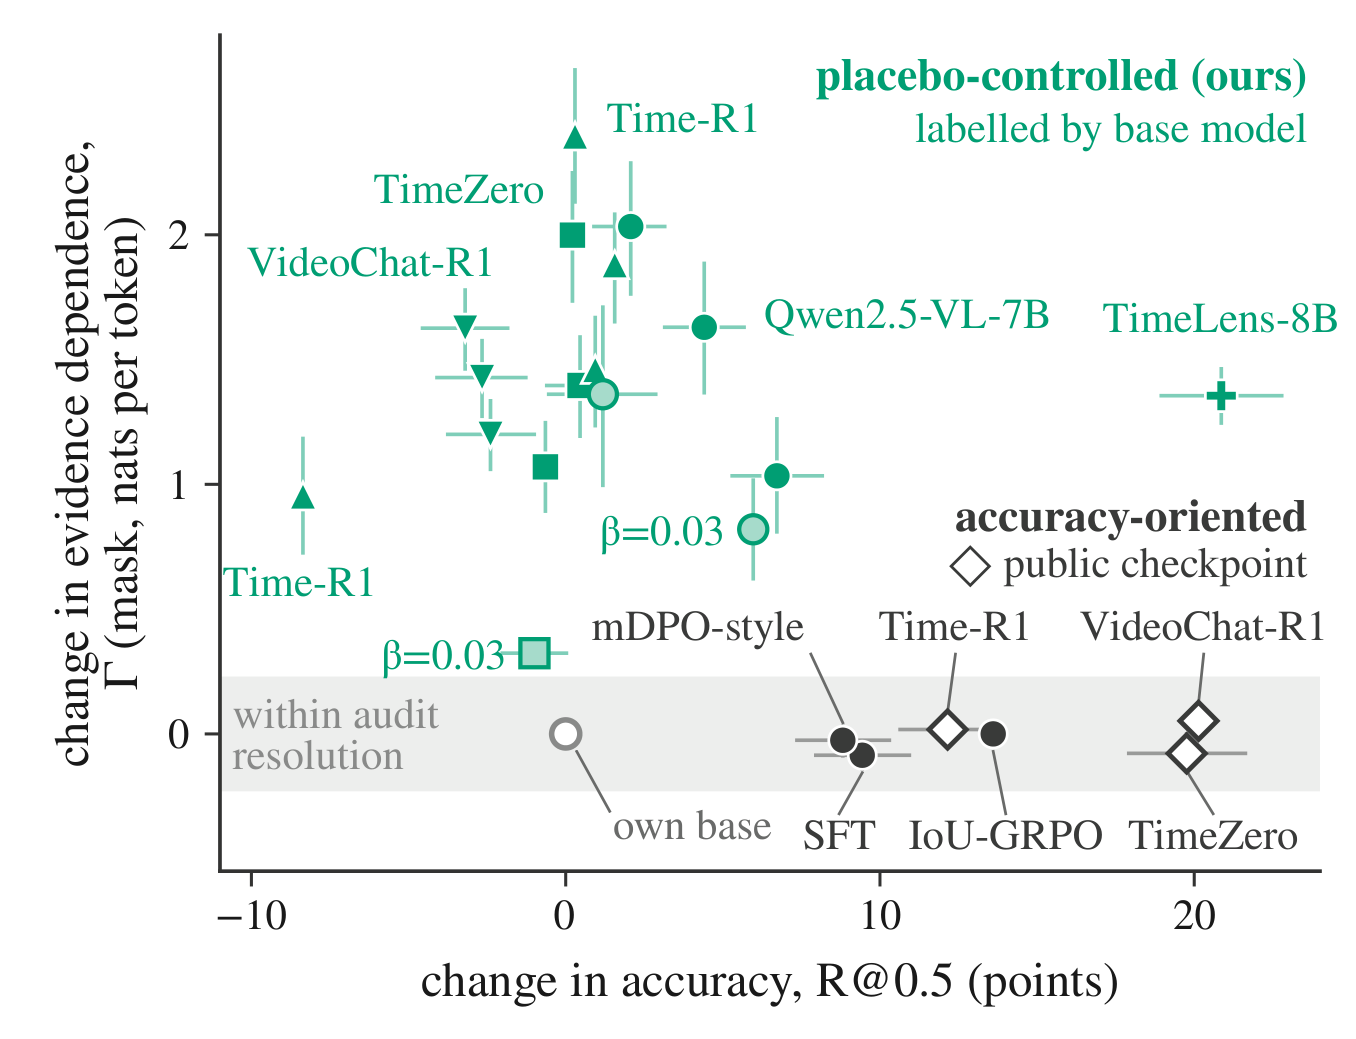 placebo-controlled (ours)
labelled by base model
Time-R1
TimeZero
VideoChat-R1
Qwen2.5-VL-7B
TimeLens-8B
β=0.03
Time-R1
β=0.03
accuracy-oriented
public checkpoint
mDPO-style
Time-R1
VideoChat-R1
within audit
resolution
own base
SFT
IoU-GRPO
TimeZero
2
1
0
−10
0
10
20
change in accuracy, R@0.5 (points)
change in evidence dependence,
Γ (mask, nats per token)